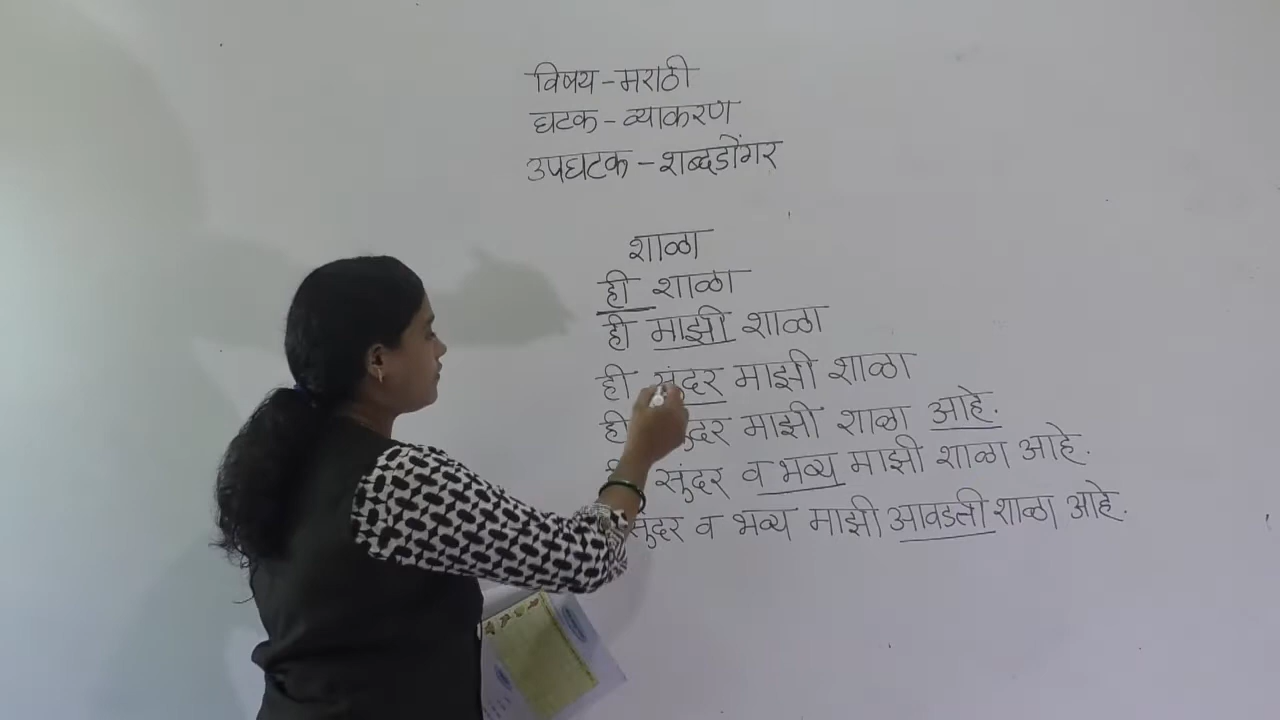 विषय - मराठी
घटक - व्याकरण
उपघटक - शब्दडोंगर
शाळा
ही शाळा
ही माझी शाळा
ही सुंदर माझी शाळा
ही सुंदर माझी शाळा आहे.
सुंदर व भव्य माझी शाळा आहे.
सुंदर व भव्य माझी आवडती शाळा आहे.